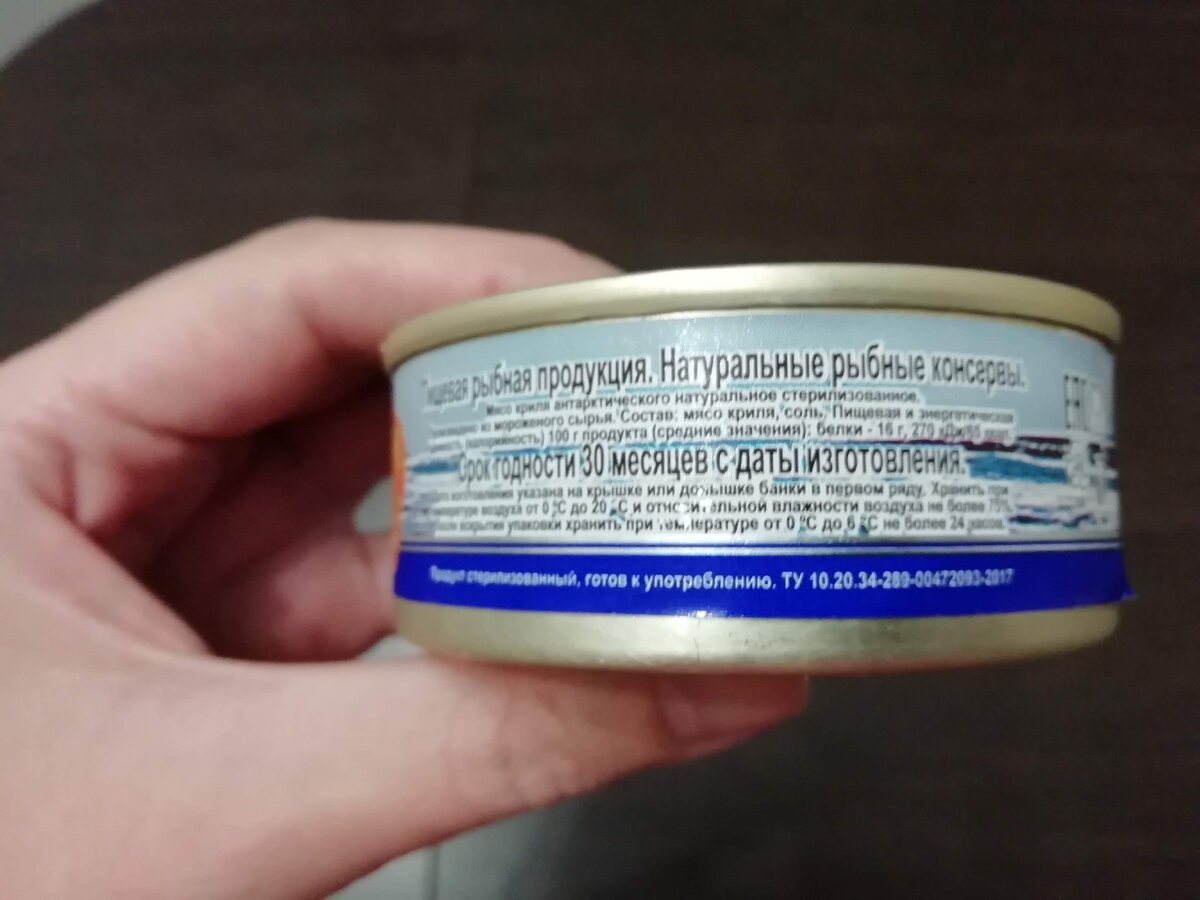 Пищевая рыбная продукция. Натуральные рыбные консервы.
Мясо криля антарктического натуральное стерилизованное.
из мороженого сырья. Состав: мясо криля, соль. Пищевая и энергетическая
(калорийность) 100 г продукта (средние значения): белки - 16 г, 270 кДж/
Срок годности 30 месяцев с даты изготовления.
Дата изготовления указана на крышке или донышке банки в первом ряду. Хранить при
температуре воздуха от 0 °С до 20 °С и относительной влажности воздуха не более 75%.
После вскрытия упаковки хранить при температуре от 0 °С до 6 °С не более 24 часов.
Продукт стерилизованный, готов к употреблению. ТУ 10.20.34-289-00472093-2017